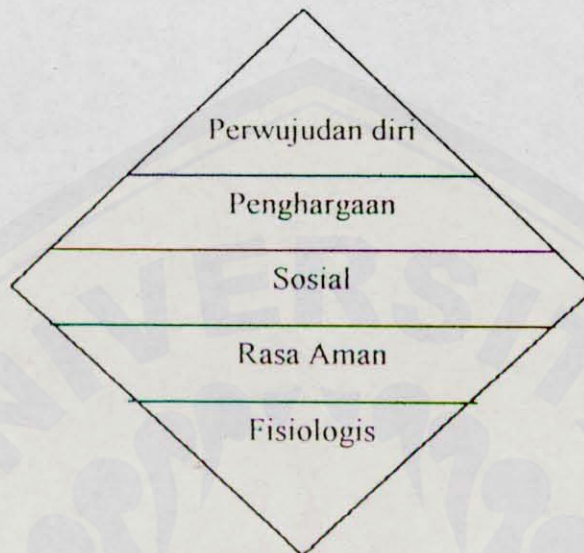 Perwujudan diri
Penghargaan
Sosial
Rasa Aman
Fisiologis